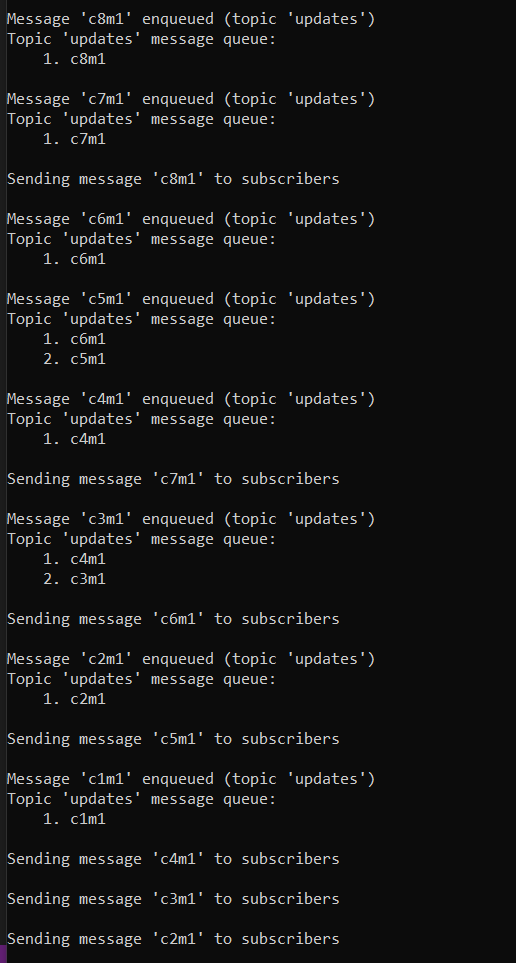 Message 'c8m1' enqueued (topic 'updates')
Topic 'updates' message queue:
1. c8m1
Message 'c7m1' enqueued (topic 'updates')
Topic 'updates' message queue:
1. c7m1
Sending message 'c8m1' to subscribers
Message 'c6m1' enqueued (topic 'updates')
Topic 'updates' message queue:
1. c6m1
Message 'c5m1' enqueued (topic 'updates')
Topic 'updates' message queue:
1. c6m1
2. c5m1
Message 'c4m1' enqueued (topic 'updates')
Topic 'updates' message queue:
1. c4m1
Sending message 'c7m1' to subscribers
Message 'c3m1' enqueued (topic 'updates')
Topic 'updates' message queue:
1. c4m1
2. c3m1
Sending message 'c6m1' to subscribers
Message 'c2m1' enqueued (topic 'updates')
Topic 'updates' message queue:
1. c2m1
Sending message 'c5m1' to subscribers
Message 'c1m1' enqueued (topic 'updates')
Topic 'updates' message queue:
1. c1m1
Sending message 'c4m1' to subscribers
Sending message 'c3m1' to subscribers
Sending message 'c2m1' to subscribers